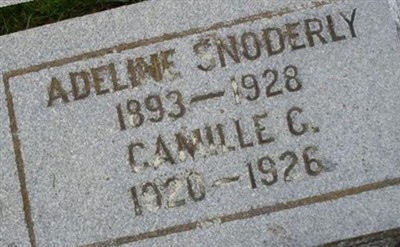 ADELINE SNODERLY
1893—1928
CAMILLE G.
1920—1926